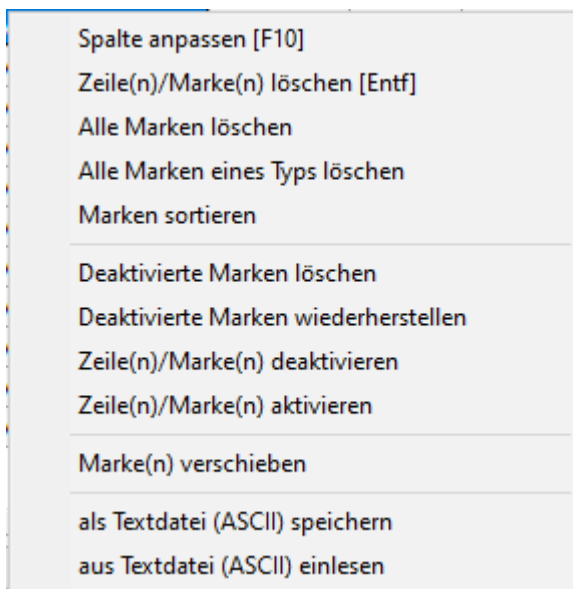 Spalte anpassen [F10]
Zeile(n)/Marke(n) löschen [Entf]
Alle Marken löschen
Alle Marken eines Typs löschen
Marken sortieren
Deaktivierte Marken löschen
Deaktivierte Marken wiederherstellen
Zeile(n)/Marke(n) deaktivieren
Zeile(n)/Marke(n) aktivieren
Marke(n) verschieben
als Textdatei (ASCII) speichern
aus Textdatei (ASCII) einlesen